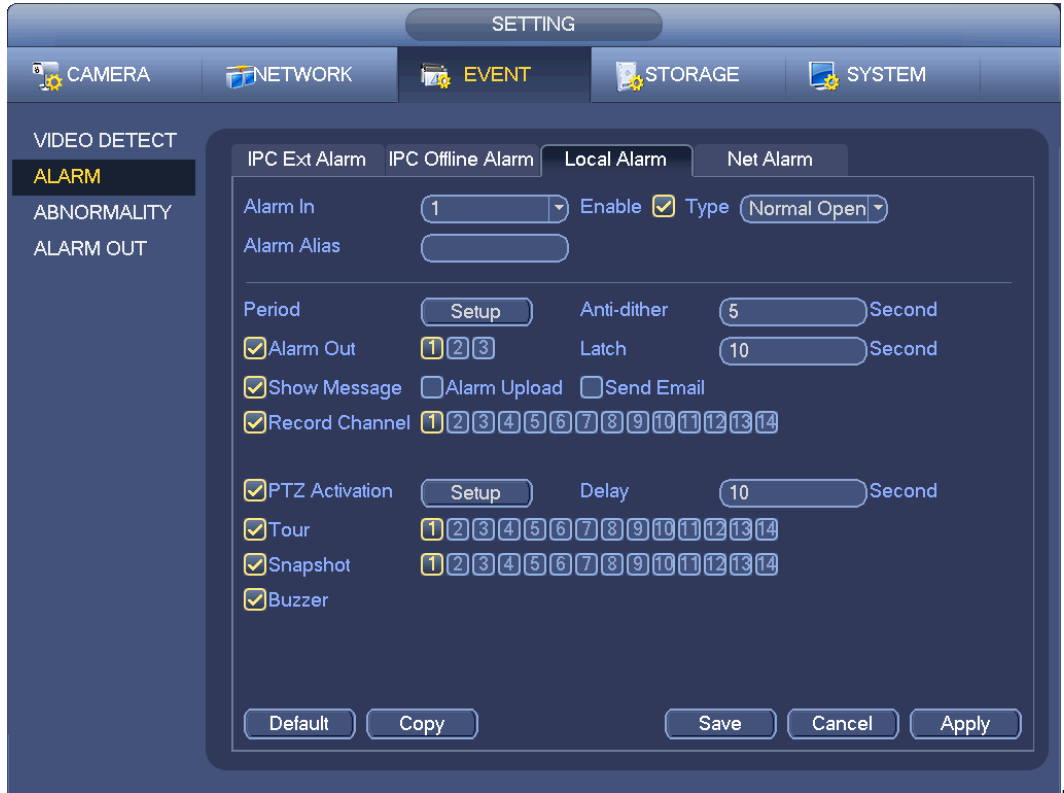 SETTING
CAMERA NETWORK EVENT STORAGE SYSTEM
VIDEO DETECT
ALARM
ABNORMALITY
ALARM OUT
IPC Ext Alarm IPC Offline Alarm Local Alarm Net Alarm
Alarm In 1 Enable Type Normal Open
Alarm Alias
Period Setup Anti-dither 5 Second
Alarm Out 1 2 3 Latch 10 Second
Show Message Alarm Upload Send Email
Record Channel 1 2 3 4 5 6 7 8 9 10 11 12 13 14
PTZ Activation Setup Delay 10 Second
Tour 1 2 3 4 5 6 7 8 9 10 11 12 13 14
Snapshot 1 2 3 4 5 6 7 8 9 10 11 12 13 14
Buzzer
Default Copy Save Cancel Apply